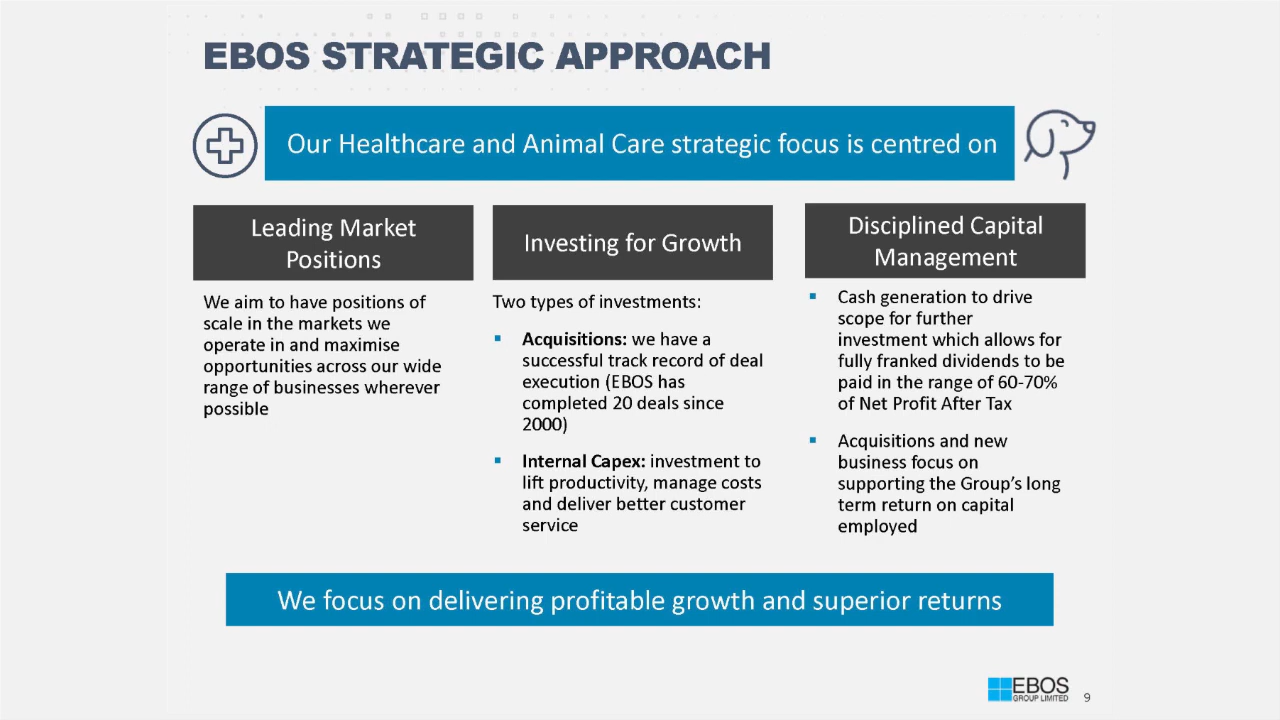 EBOS STRATEGIC APPROACH
Our Healthcare and Animal Care strategic focus is centred on
Leading Market
Positions
We aim to have positions of
scale in the markets we
operate in and maximise
opportunities across our wide
range of businesses wherever
possible
Investing for Growth
Two types of investments:
▪ Acquisitions: we have a
successful track record of deal
execution (EBOS has
completed 20 deals since
2000)
▪ Internal Capex: investment to
lift productivity, manage costs
and deliver better customer
service
Disciplined Capital
Management
▪ Cash generation to drive
scope for further
investment which allows for
fully franked dividends to be
paid in the range of 60-70%
of Net Profit After Tax
▪ Acquisitions and new
business focus on
supporting the Group's long
term return on capital
employed
We focus on delivering profitable growth and superior returns
EBOS
GROUP LIMITED
9